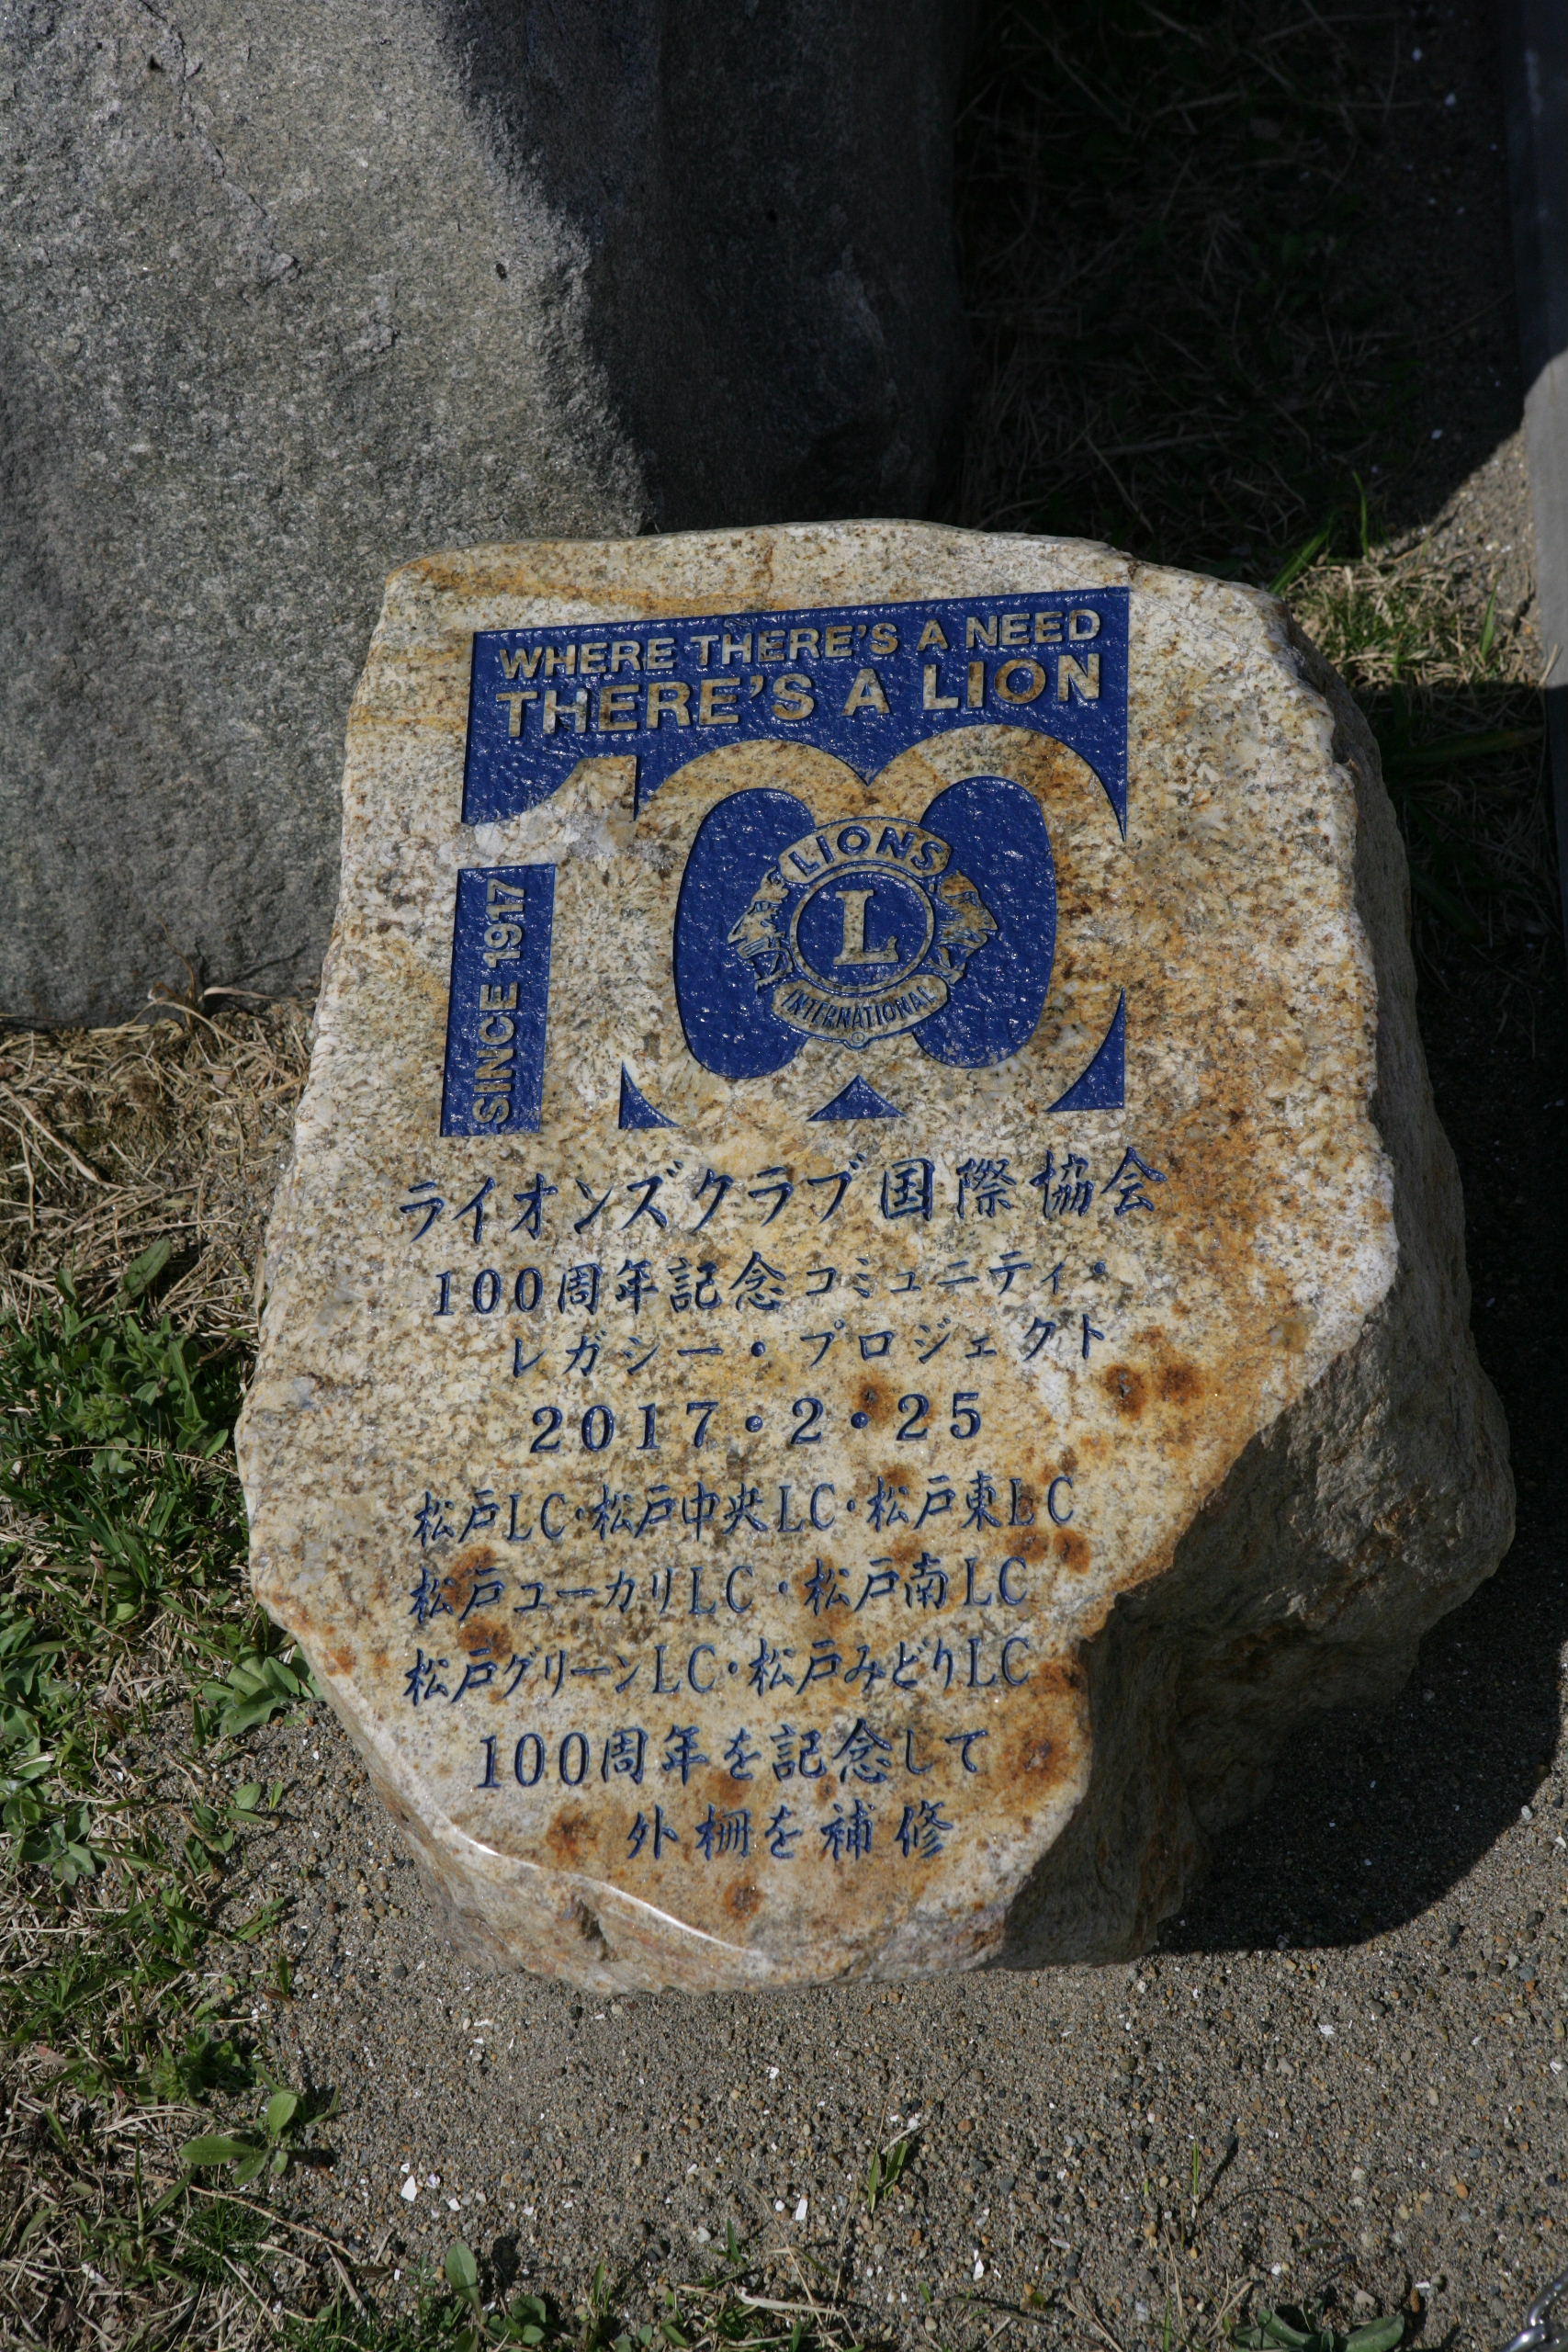 WHERE THERE'S A NEED
THERE'S A LION
100
SINCE 1917
LIONS
L
INTERNATIONAL
ライオンズクラブ国際協会
100周年記念コミュニティ・
レガシー・プロジェクト
2017・2・25
松戸LC・松戸中央LC・松戸東LC
松戸ユーカリLC・松戸南LC
松戸グリーンLC・松戸みどりLC
100周年を記念して
外柵を補修